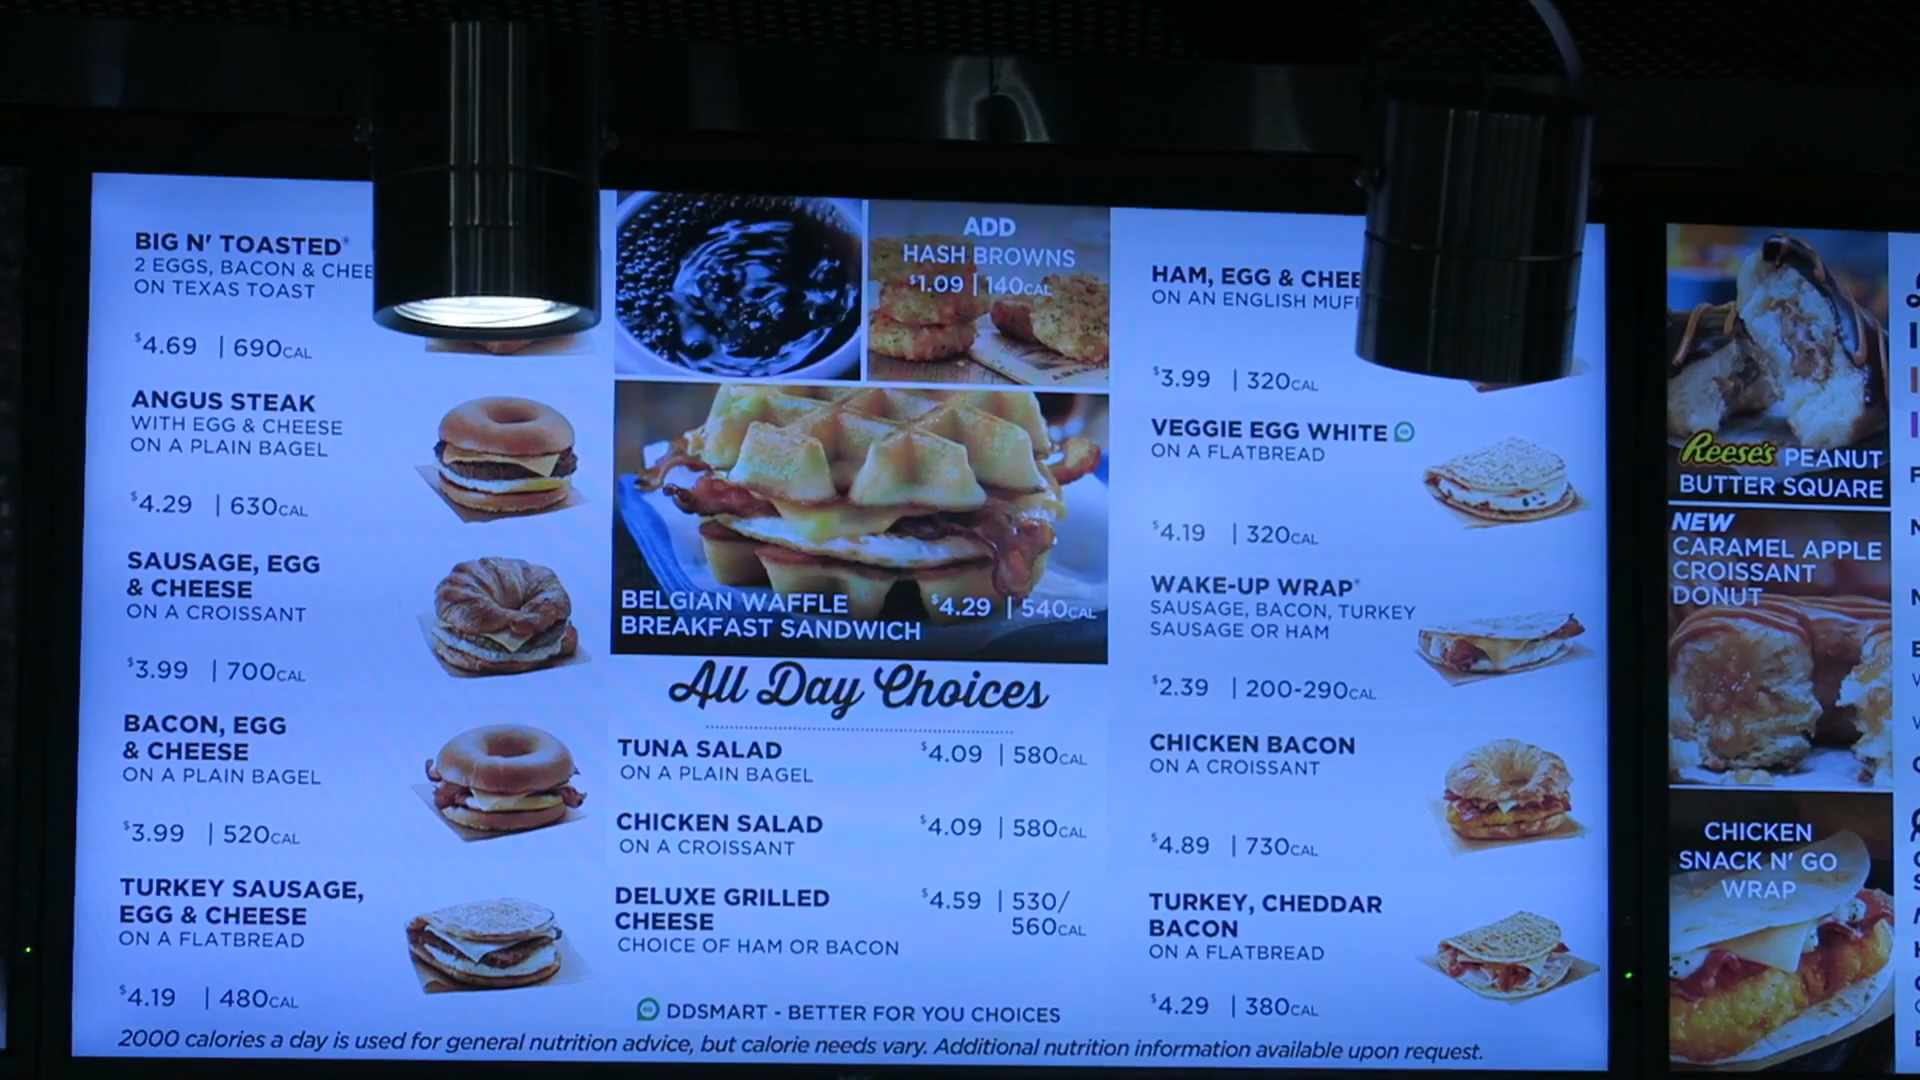 BIG N' TOASTED®
2 EGGS, BACON &
ON TEXAS TOAST
$4.69 | 690CAL
ANGUS STEAK
WITH EGG & CHEESE
ON A PLAIN BAGEL
$4.29 | 630CAL
SAUSAGE, EGG
& CHEESE
ON A CROISSANT
$3.99 | 700CAL
BACON, EGG
& CHEESE
ON A PLAIN BAGEL
$3.99 | 520CAL
TURKEY SAUSAGE,
EGG & CHEESE
ON A FLATBREAD
$4.19 | 480CAL
ADD
HASH BROWNS
$1.09 | 140CAL
BELGIAN WAFFLE
BREAKFAST SANDWICH
$4.29 | 540CAL
All Day Choices
TUNA SALAD
ON A PLAIN BAGEL
$4.09 | 580CAL
CHICKEN SALAD
ON A CROISSANT
$4.09 | 580CAL
DELUXE GRILLED
CHEESE
CHOICE OF HAM OR BACON
$4.59 | 530/
560CAL
DDSMART - BETTER FOR YOU CHOICES
HAM, EGG &
ON AN ENGLISH
$3.99 | 320CAL
VEGGIE EGG WHITE
ON A FLATBREAD
$4.19 | 320CAL
WAKE-UP WRAP®
SAUSAGE, BACON, TURKEY
SAUSAGE OR HAM
$2.39 | 200-290CAL
CHICKEN BACON
ON A CROISSANT
$4.89 | 730CAL
TURKEY, CHEDDAR
BACON
ON A FLATBREAD
$4.29 | 380CAL
2000 calories a day is used for general nutrition advice, but calorie needs vary. Additional nutrition information available upon request.
Reese's PEANUT
BUTTER SQUARE
NEW
CARAMEL APPLE
CROISSANT
DONUT
CHICKEN
SNACK N' GO
WRAP